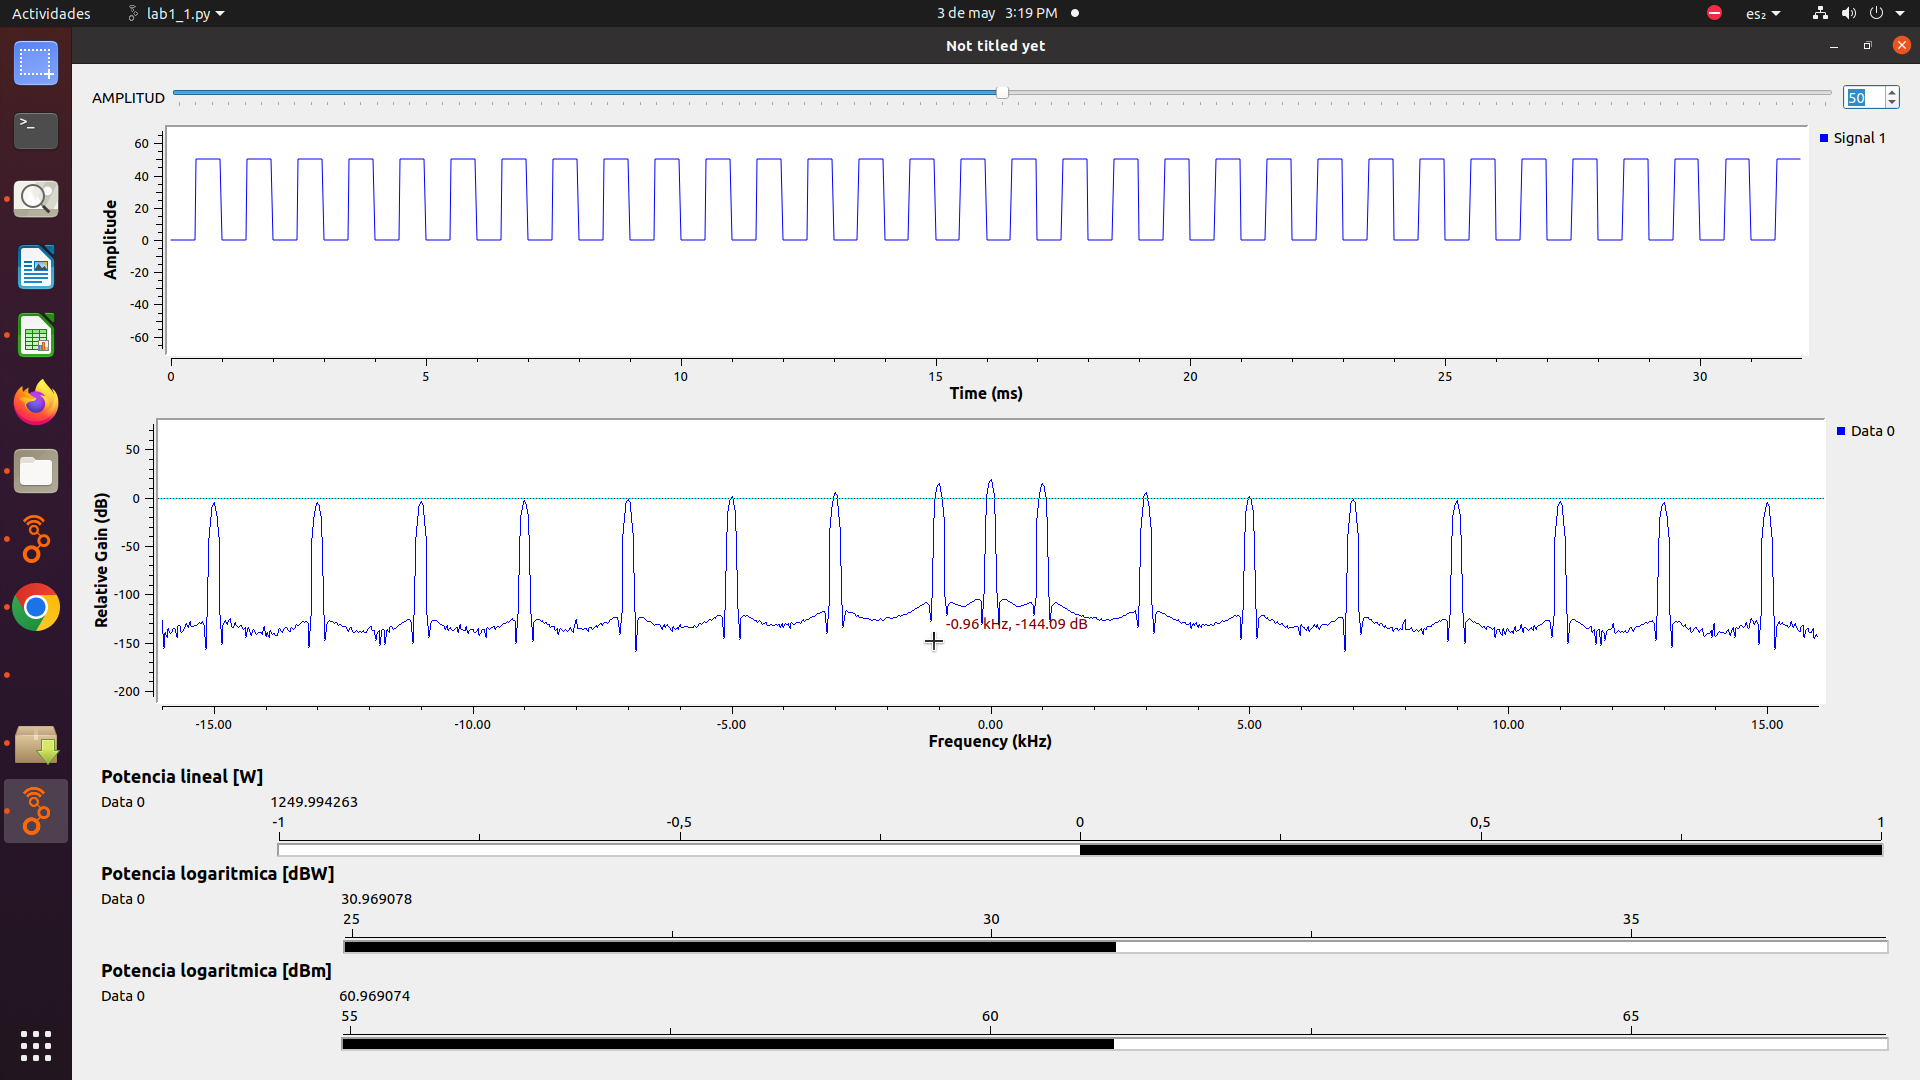 Actividades lab1_1.py 3 de may 3:19 PM es₂
Not titled yet
AMPLITUD 50
60
40
20
0
-20
-40
-60
Amplitude
Signal 1
0 5 10 15 20 25 30
Time (ms)
50
0
-50
-100
-150
-200
Relative Gain (dB)
Data 0
-0.96 kHz, -144.09 dB
-15.00 -10.00 -5.00 0.00 5.00 10.00 15.00
Frequency (kHz)
Potencia lineal [W]
Data 0 1249.994263
-1 -0,5 0 0,5 1
Potencia logaritmica [dBW]
Data 0 30.969078
25 30 35
Potencia logaritmica [dBm]
Data 0 60.969074
55 60 65